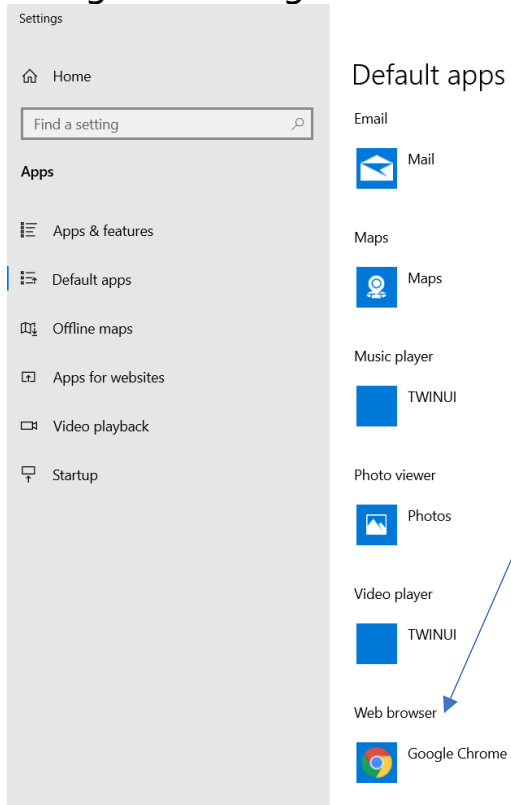 Settings
Home
Find a setting
Apps
Apps & features
Default apps
Offline maps
Apps for websites
Video playback
Startup
Default apps
Email
Mail
Maps
Maps
Music player
TWINUI
Photo viewer
Photos
Video player
TWINUI
Web browser
Google Chrome